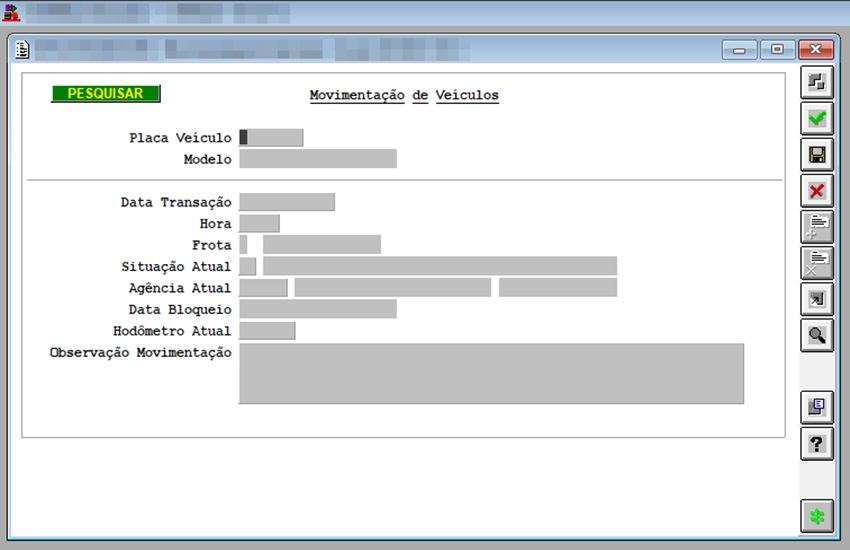 PESQUISAR
Movimentação de Veículos
Placa Veículo
Modelo
Data Transação
Hora
Frota
Situação Atual
Agência Atual
Data Bloqueio
Hodômetro Atual
Observação Movimentação
?